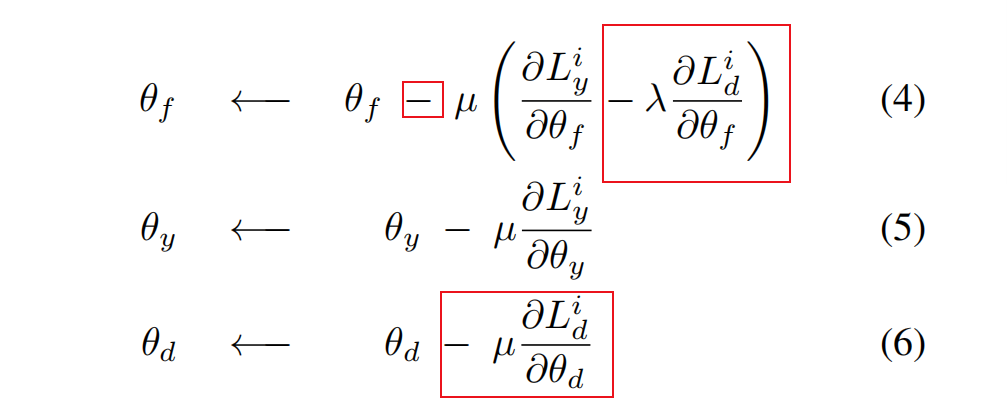 θ_f ⟵ θ_f − μ ( ∂L_y^i / ∂θ_f − λ ∂L_d^i / ∂θ_f ) (4)
θ_y ⟵ θ_y − μ ∂L_y^i / ∂θ_y (5)
θ_d ⟵ θ_d − μ ∂L_d^i / ∂θ_d (6)